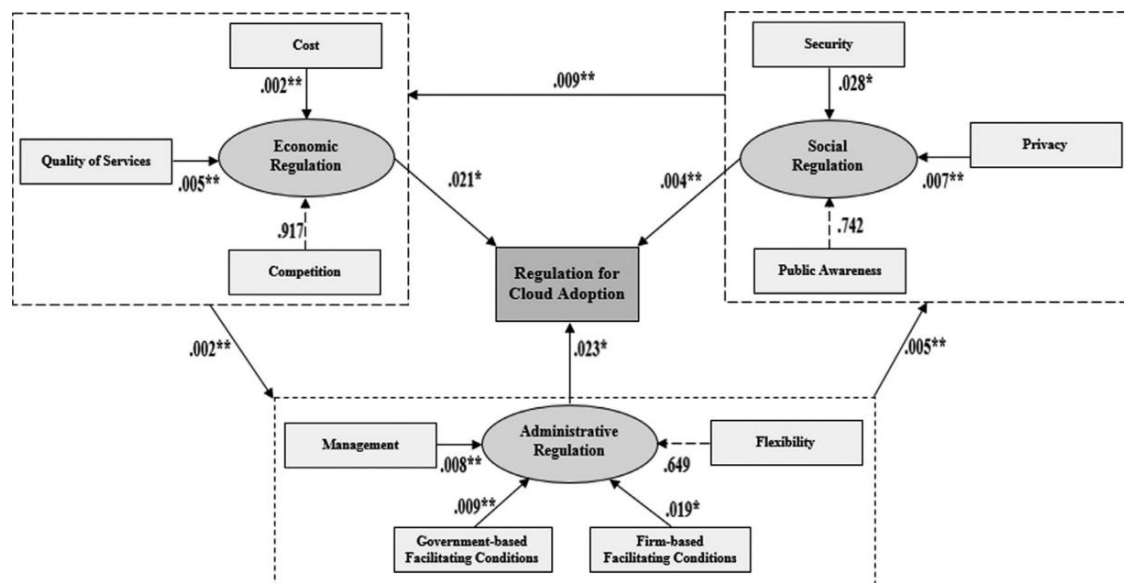 Cost
Security
.002**
.009**
.028*
Economic
Regulation
Social
Regulation
Quality of Services
Privacy
.005**
.007**
.021*
.004**
.917
.742
Competition
Public Awareness
Regulation for
Cloud Adoption
.002**
.023*
.005**
Management
Administrative
Regulation
Flexibility
.008**
.649
.009**
.019*
Government-based
Facilitating Conditions
Firm-based
Facilitating Conditions